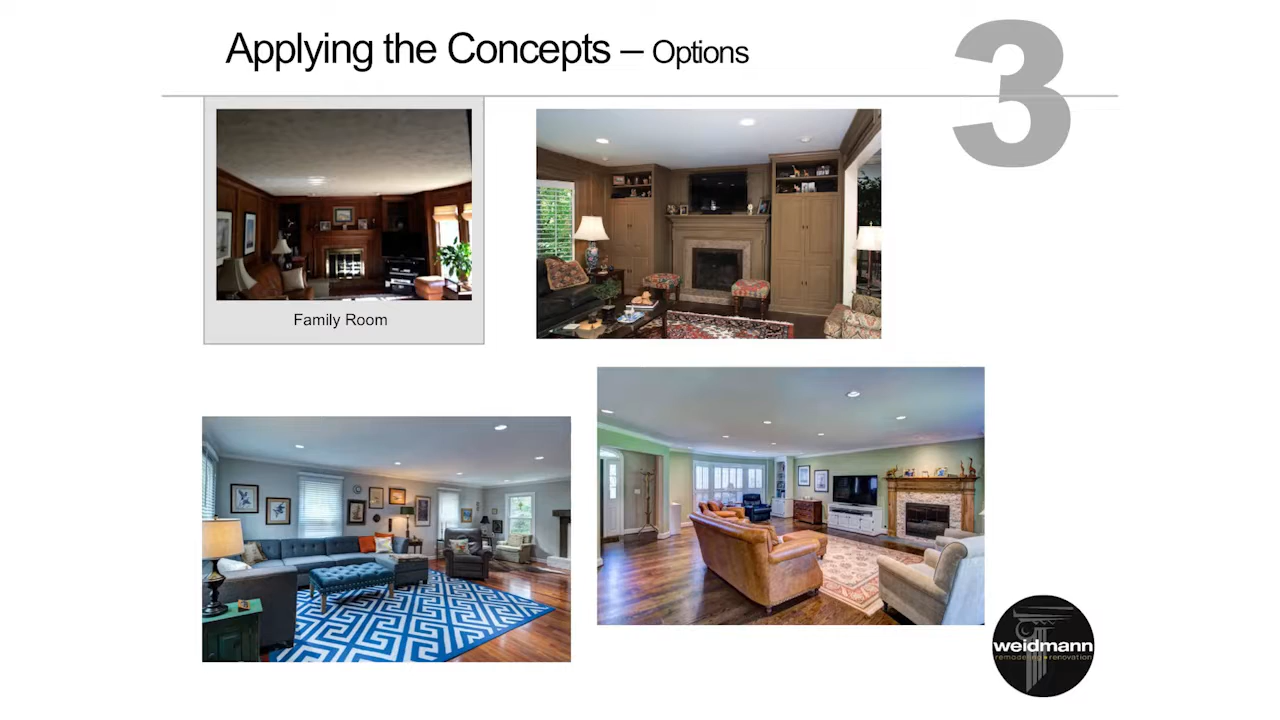 Applying the Concepts – Options
3
Family Room
weidmann
remodeling renovation